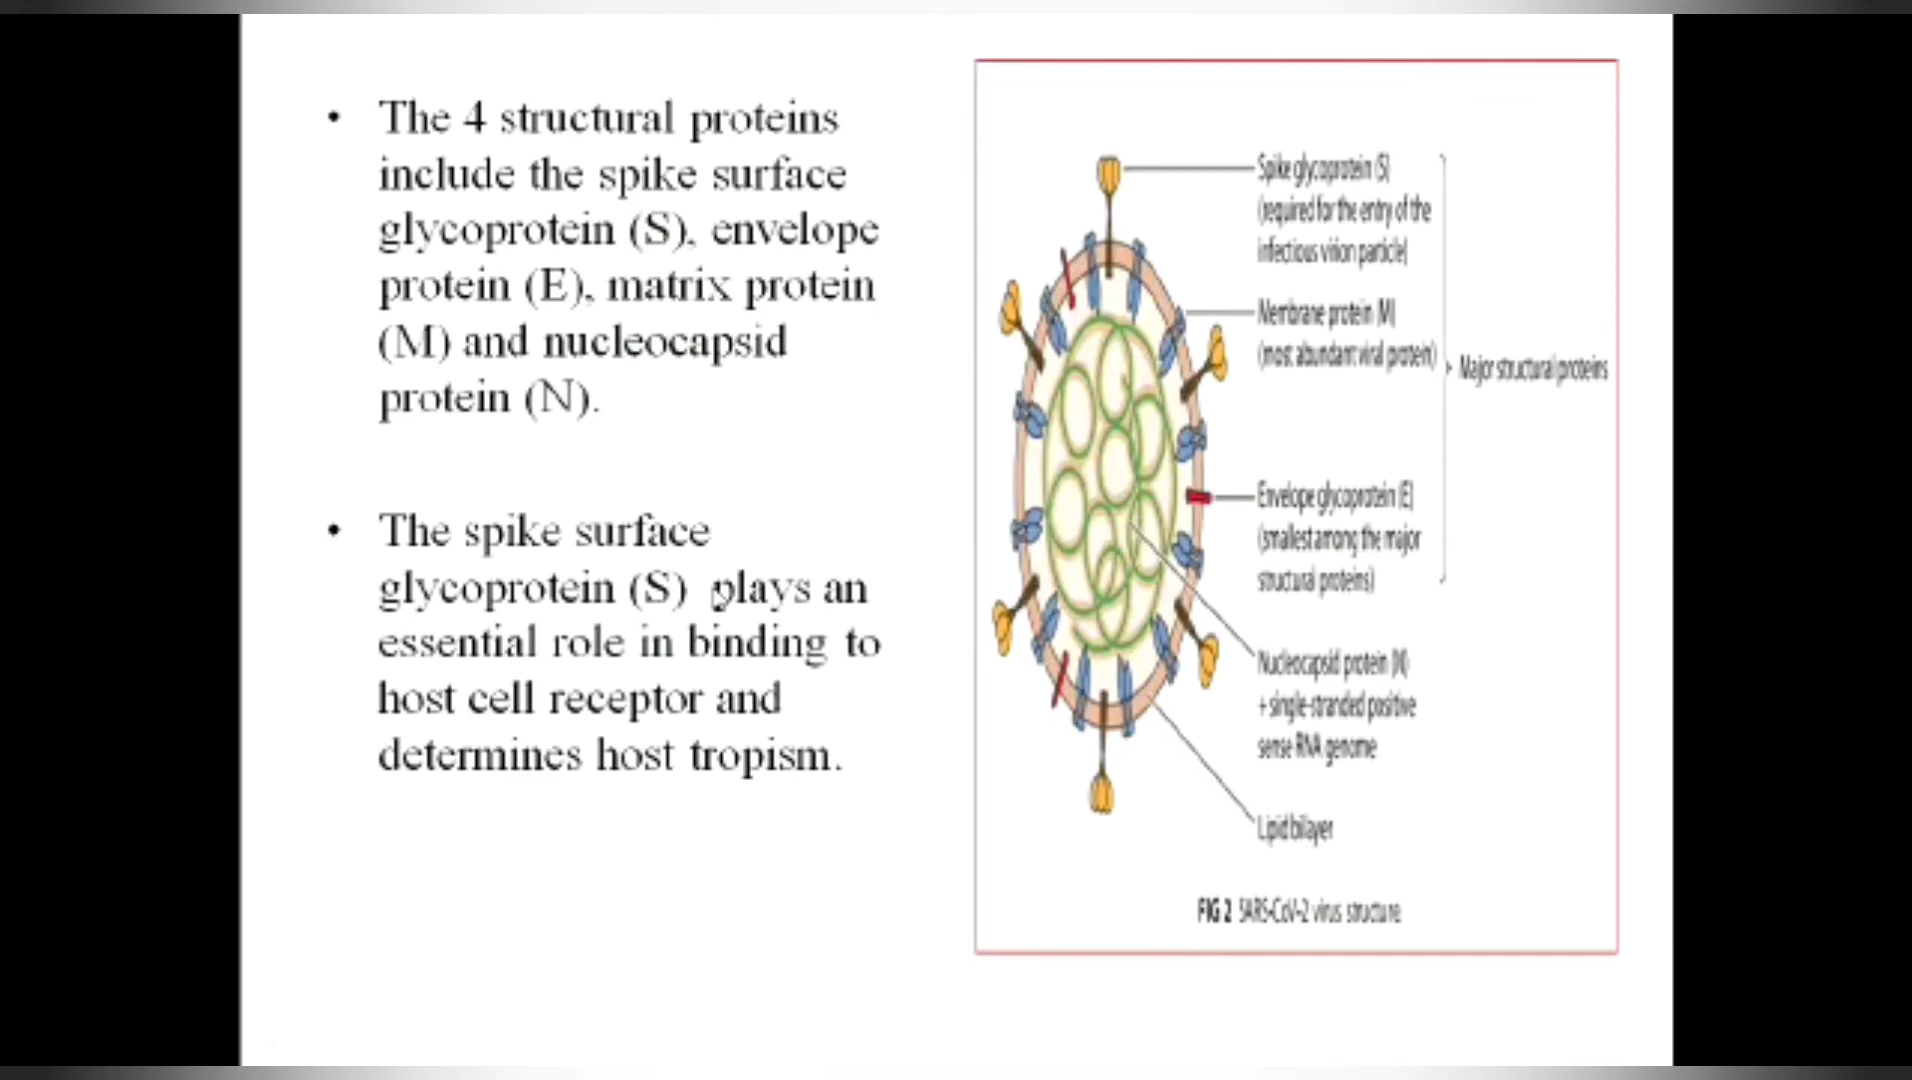 • The 4 structural proteins
include the spike surface
glycoprotein (S), envelope
protein (E), matrix protein
(M) and nucleocapsid
protein (N).
• The spike surface
glycoprotein (S) plays an
essential role in binding to
host cell receptor and
determines host tropism.
Spike glycoprotein (S)
(required for the entry of the
infectious virion particle)
Membrane protein (M)
(most abundant viral protein)
Major structural proteins
Envelope glycoprotein (E)
(smallest among the major
structural proteins)
Nucleocapsid protein (N)
+ single-stranded positive
sense RNA genome
Lipid bilayer
FIG 2 SARS-CoV-2 virus structure